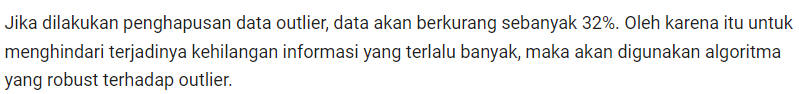 Jika dilakukan penghapusan data outlier, data akan berkurang sebanyak 32%. Oleh karena itu untuk
menghindari terjadinya kehilangan informasi yang terlalu banyak, maka akan digunakan algoritma
yang robust terhadap outlier.